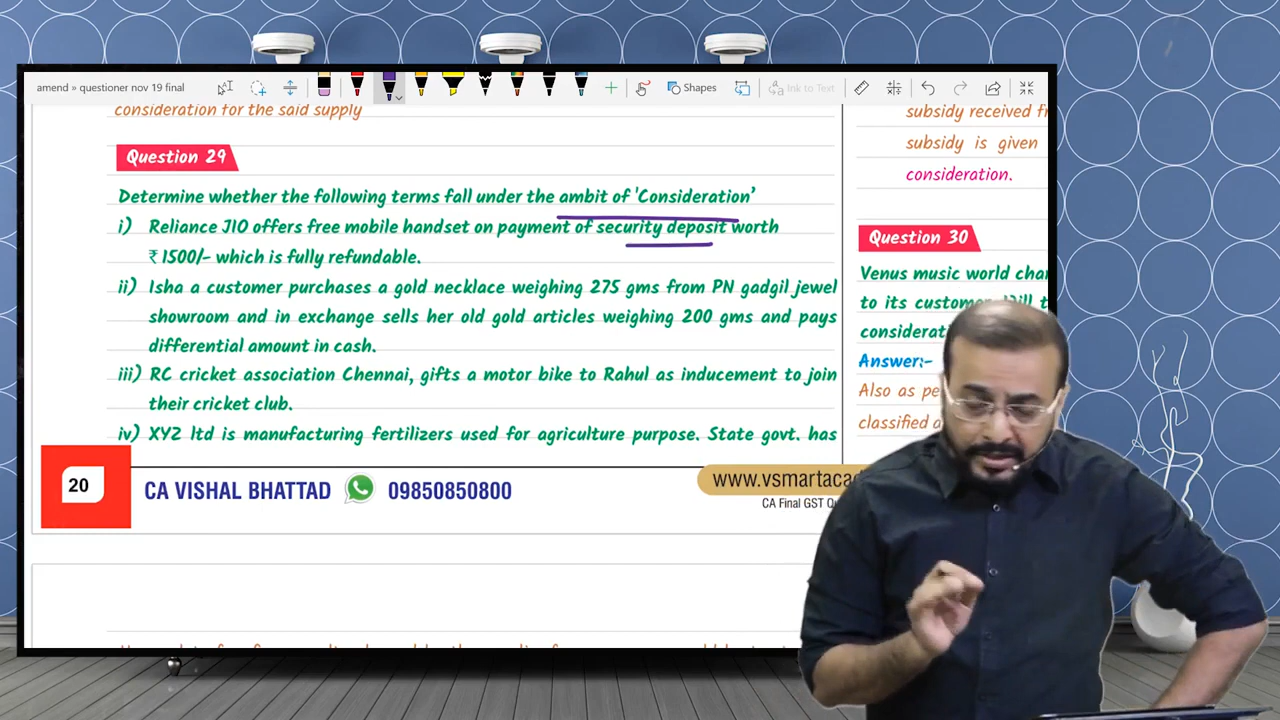 amend » questioner nov 19 final
Shapes
Ink to Text
consideration for the said supply
Question 29
Determine whether the following terms fall under the ambit of 'Consideration'
i) Reliance JIO offers free mobile handset on payment of security deposit worth
₹ 1500/- which is fully refundable.
ii) Isha a customer purchases a gold necklace weighing 275 gms from PN gadgil jewel
showroom and in exchange sells her old gold articles weighing 200 gms and pays
differential amount in cash.
iii) RC cricket association Chennai, gifts a motor bike to Rahul as inducement to join
their cricket club.
iv) XYZ ltd is manufacturing fertilizers used for agriculture purpose. State govt. has
20
CA VISHAL BHATTAD 09850850800
www.vsmartaca
CA Final GST Q
subsidy received
subsidy is given
consideration.
Question 30
Venus music world
to its customer
Answer:-
Also as pe
classified a